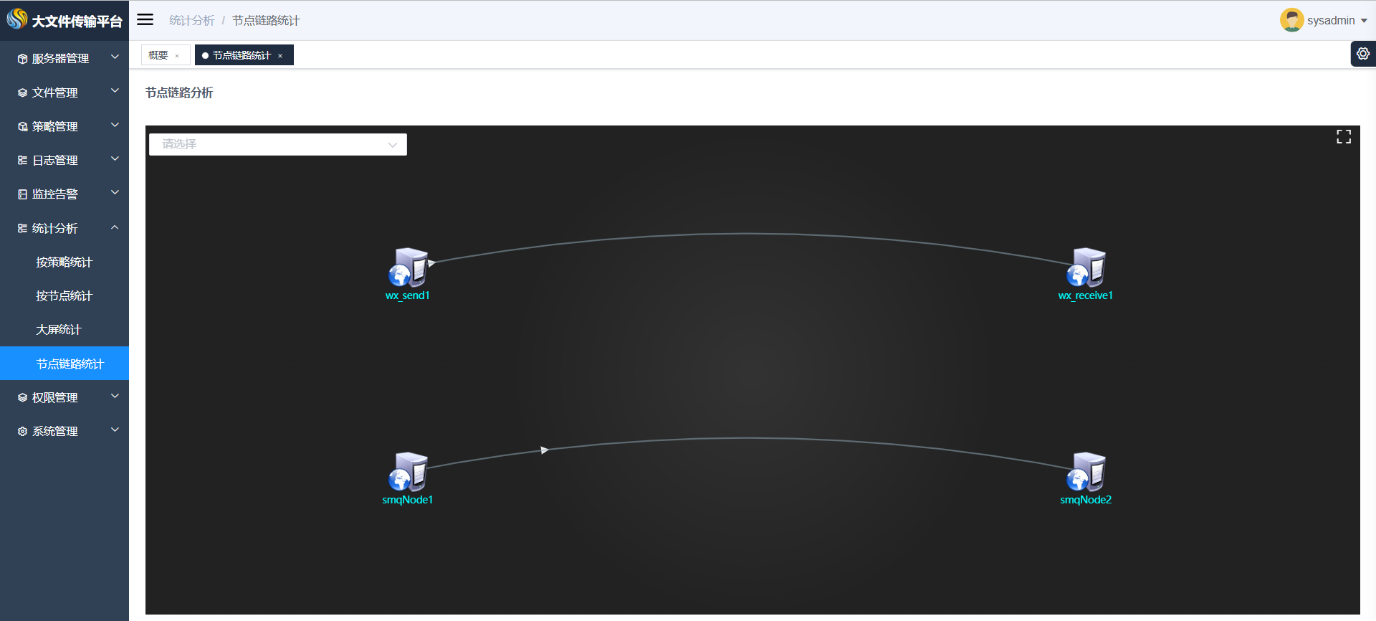 大文件传输平台
统计分析 / 节点链路统计
sysadmin
服务器管理
文件管理
策略管理
日志管理
监控告警
统计分析
按策略统计
按节点统计
大屏统计
节点链路统计
权限管理
系统管理
概要 ×
节点链路统计 ×
节点链路分析
请选择
wx_send1
wx_receive1
smqNode1
smqNode2